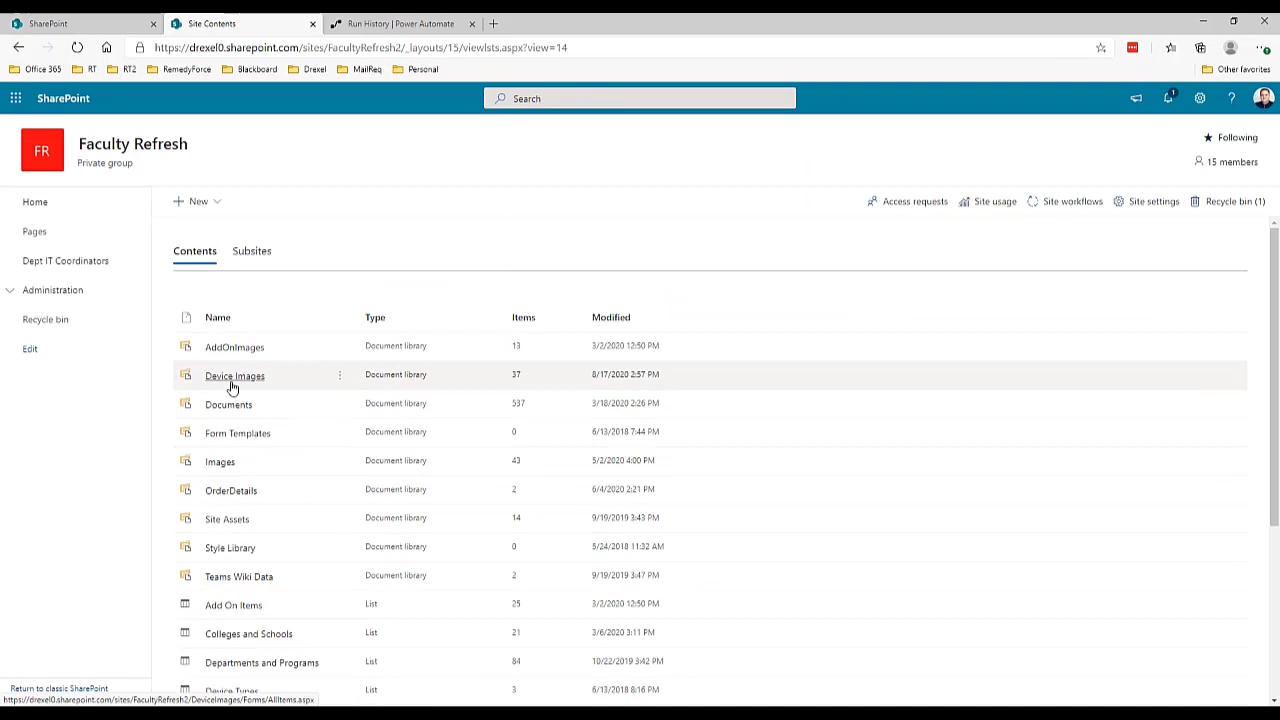 SharePoint
Site Contents
Run History | Power Automate
https://drexel0.sharepoint.com/sites/FacultyRefresh2/_layouts/15/viewlsts.aspx?view=14
Office 365
RT
RT2
RemedyForce
Blackboard
Drexel
MailReq
Personal
Other favorites
SharePoint
Search
1
FR
Faculty Refresh
Private group
Following
15 members
Home
Pages
Dept IT Coordinators
Administration
Recycle bin
Edit
New
Access requests
Site usage
Site workflows
Site settings
Recycle bin (1)
Contents
Subsites
Name Type Items Modified
AddOnImages Document library 13 3/2/2020 12:50 PM
Device Images Document library 37 8/17/2020 2:57 PM
Documents Document library 537 3/18/2020 2:26 PM
Form Templates Document library 0 6/13/2018 7:44 PM
Images Document library 43 5/2/2020 4:00 PM
OrderDetails Document library 2 6/4/2020 2:21 PM
Site Assets Document library 14 9/19/2019 3:43 PM
Style Library Document library 0 5/24/2018 11:32 AM
Teams Wiki Data Document library 2 9/19/2019 3:47 PM
Add On Items List 25 3/2/2020 12:50 PM
Colleges and Schools List 21 3/6/2020 3:11 PM
Departments and Programs List 84 10/22/2019 3:42 PM
Device Types List 3 6/13/2018 8:16 PM
Return to classic SharePoint
https://drexel0.sharepoint.com/sites/FacultyRefresh2/DeviceImages/Forms/AllItems.aspx